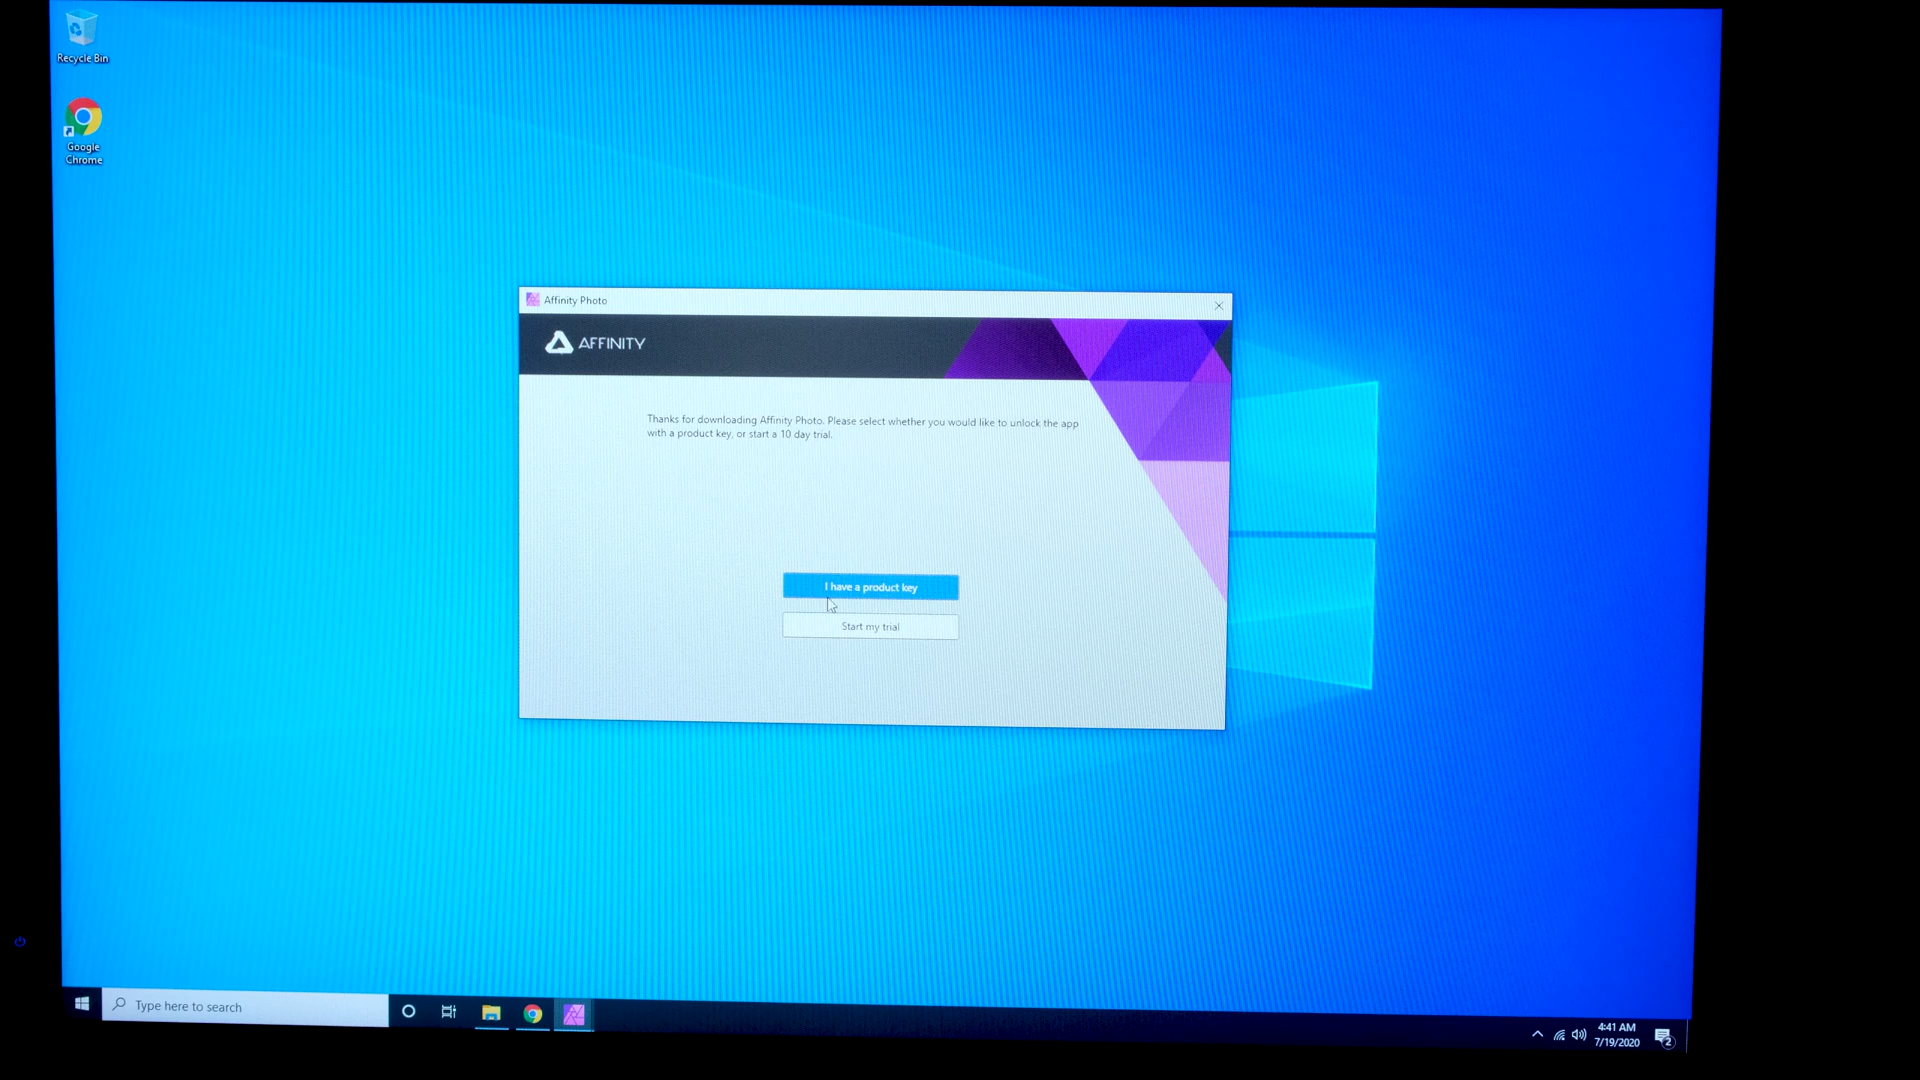 Recycle Bin
Google
Chrome
Affinity Photo
AFFINITY
Thanks for downloading Affinity Photo. Please select whether you would like to unlock the app
with a product key, or start a 10 day trial.
I have a product key
Start my trial
Type here to search
4:41 AM
7/19/2020
2